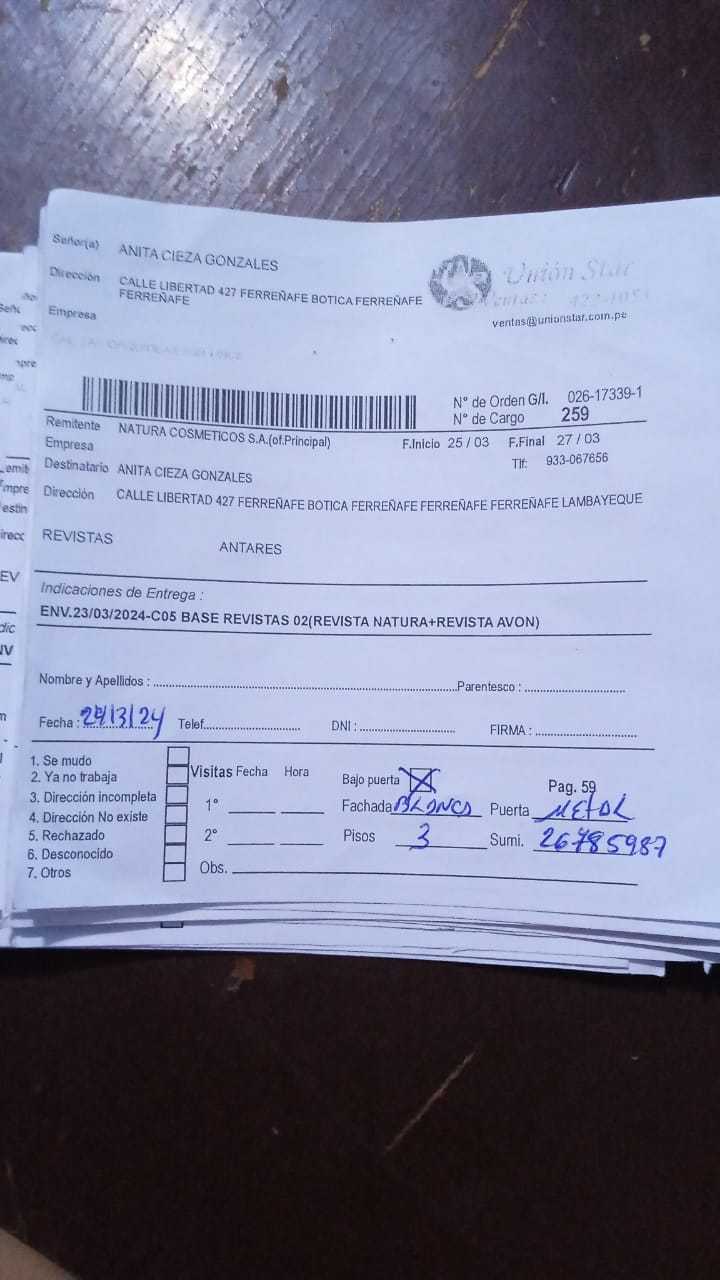 Señor(a) ANITA CIEZA GONZALES
Dirección CALLE LIBERTAD 427 FERREÑAFE BOTICA FERREÑAFE
FERREÑAFE
Empresa
Unión Star
Ventas:
ventas@unionstar.com.pe
N° de Orden G/I. 026-17339-1
N° de Cargo 259
Remitente NATURA COSMETICOS S.A.(of.Principal)
Empresa
F.Inicio 25 / 03 F.Final 27 / 03
Destinatario ANITA CIEZA GONZALES
Tlf: 933-067656
Dirección CALLE LIBERTAD 427 FERREÑAFE BOTICA FERREÑAFE FERREÑAFE FERREÑAFE LAMBAYEQUE
REVISTAS ANTARES
Indicaciones de Entrega :
ENV.23/03/2024-C05 BASE REVISTAS 02(REVISTA NATURA+REVISTA AVON)
Nombre y Apellidos : Parentesco :
Fecha : /3/24 Telef. DNI : FIRMA :
1. Se mudo
2. Ya no trabaja
3. Dirección incompleta
4. Dirección No existe
5. Rechazado
6. Desconocido
7. Otros
Visitas Fecha Hora
1°
2°
Obs.
Bajo puerta X Pag. 59
Fachada BLANCO Puerta METAL
Pisos 3 Sumi. 26785987